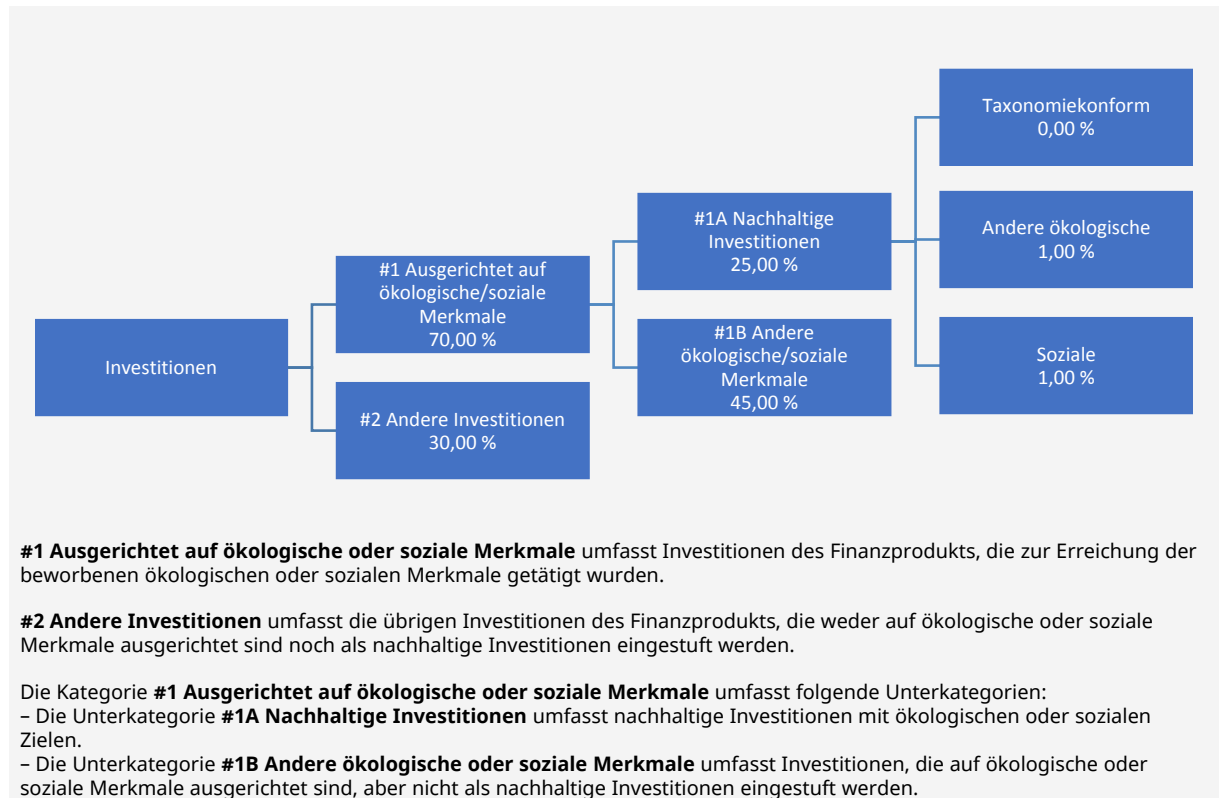 Investitionen
#1 Ausgerichtet auf
ökologische/soziale
Merkmale
70,00 %
#2 Andere Investitionen
30,00 %
#1A Nachhaltige
Investitionen
25,00 %
#1B Andere
ökologische/soziale
Merkmale
45,00 %
Taxonomiekonform
0,00 %
Andere ökologische
1,00 %
Soziale
1,00 %
#1 Ausgerichtet auf ökologische oder soziale Merkmale umfasst Investitionen des Finanzprodukts, die zur Erreichung der
beworbenen ökologischen oder sozialen Merkmale getätigt wurden.
#2 Andere Investitionen umfasst die übrigen Investitionen des Finanzprodukts, die weder auf ökologische oder soziale
Merkmale ausgerichtet sind noch als nachhaltige Investitionen eingestuft werden.
Die Kategorie #1 Ausgerichtet auf ökologische oder soziale Merkmale umfasst folgende Unterkategorien:
– Die Unterkategorie #1A Nachhaltige Investitionen umfasst nachhaltige Investitionen mit ökologischen oder sozialen
Zielen.
– Die Unterkategorie #1B Andere ökologische oder soziale Merkmale umfasst Investitionen, die auf ökologische oder
soziale Merkmale ausgerichtet sind, aber nicht als nachhaltige Investitionen eingestuft werden.